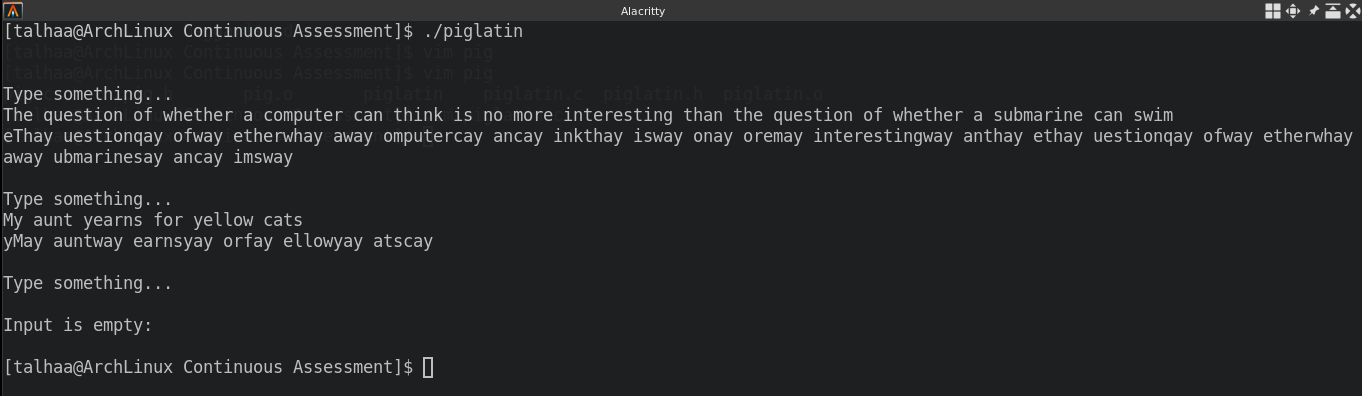 Alacritty
[talhaa@ArchLinux Continuous Assessment]$ ./piglatin
[talhaa@ArchLinux Continuous Assessment]$ vim pig
[talhaa@ArchLinux Continuous Assessment]$ vim pig
Type something...
pig.o piglatin piglatin.c piglatin.h piglatin.o
The question of whether a computer can think is no more interesting than the question of whether a submarine can swim
eThay uestionqay ofway etherwhay away omputercay ancay inkthay isway onay oremay interestingway anthay ethay uestionqay ofway etherwhay
away ubmarinesay ancay imsway
Type something...
My aunt yearns for yellow cats
yMay auntway earnsyay orfay ellowyay atscay
Type something...
Input is empty:
[talhaa@ArchLinux Continuous Assessment]$